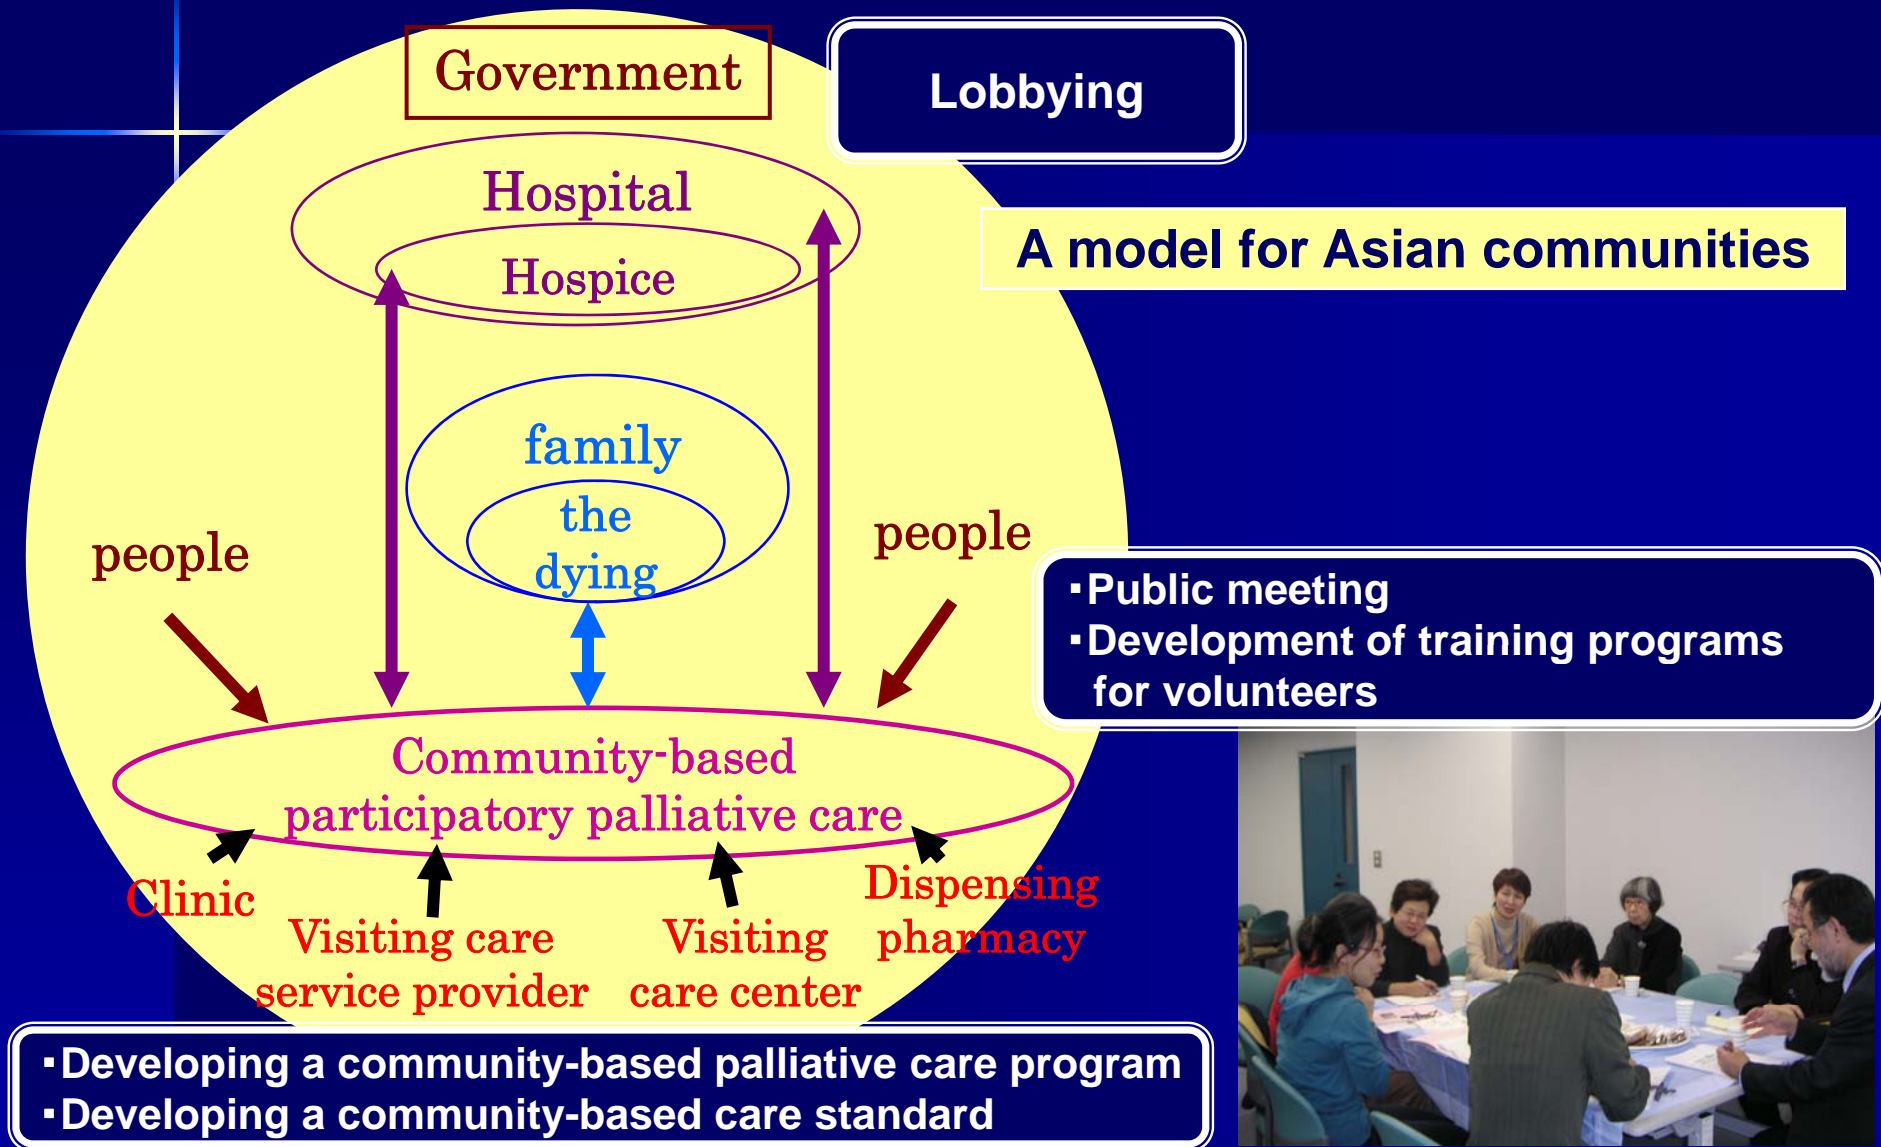 Government
Lobbying
Hospital
Hospice
A model for Asian communities
family
the
dying
people
people
▪Public meeting
▪Development of training programs
for volunteers
Community-based
participatory palliative care
Clinic
Visiting care
service provider
Visiting
care center
Dispensing
pharmacy
▪Developing a community-based palliative care program
▪Developing a community-based care standard